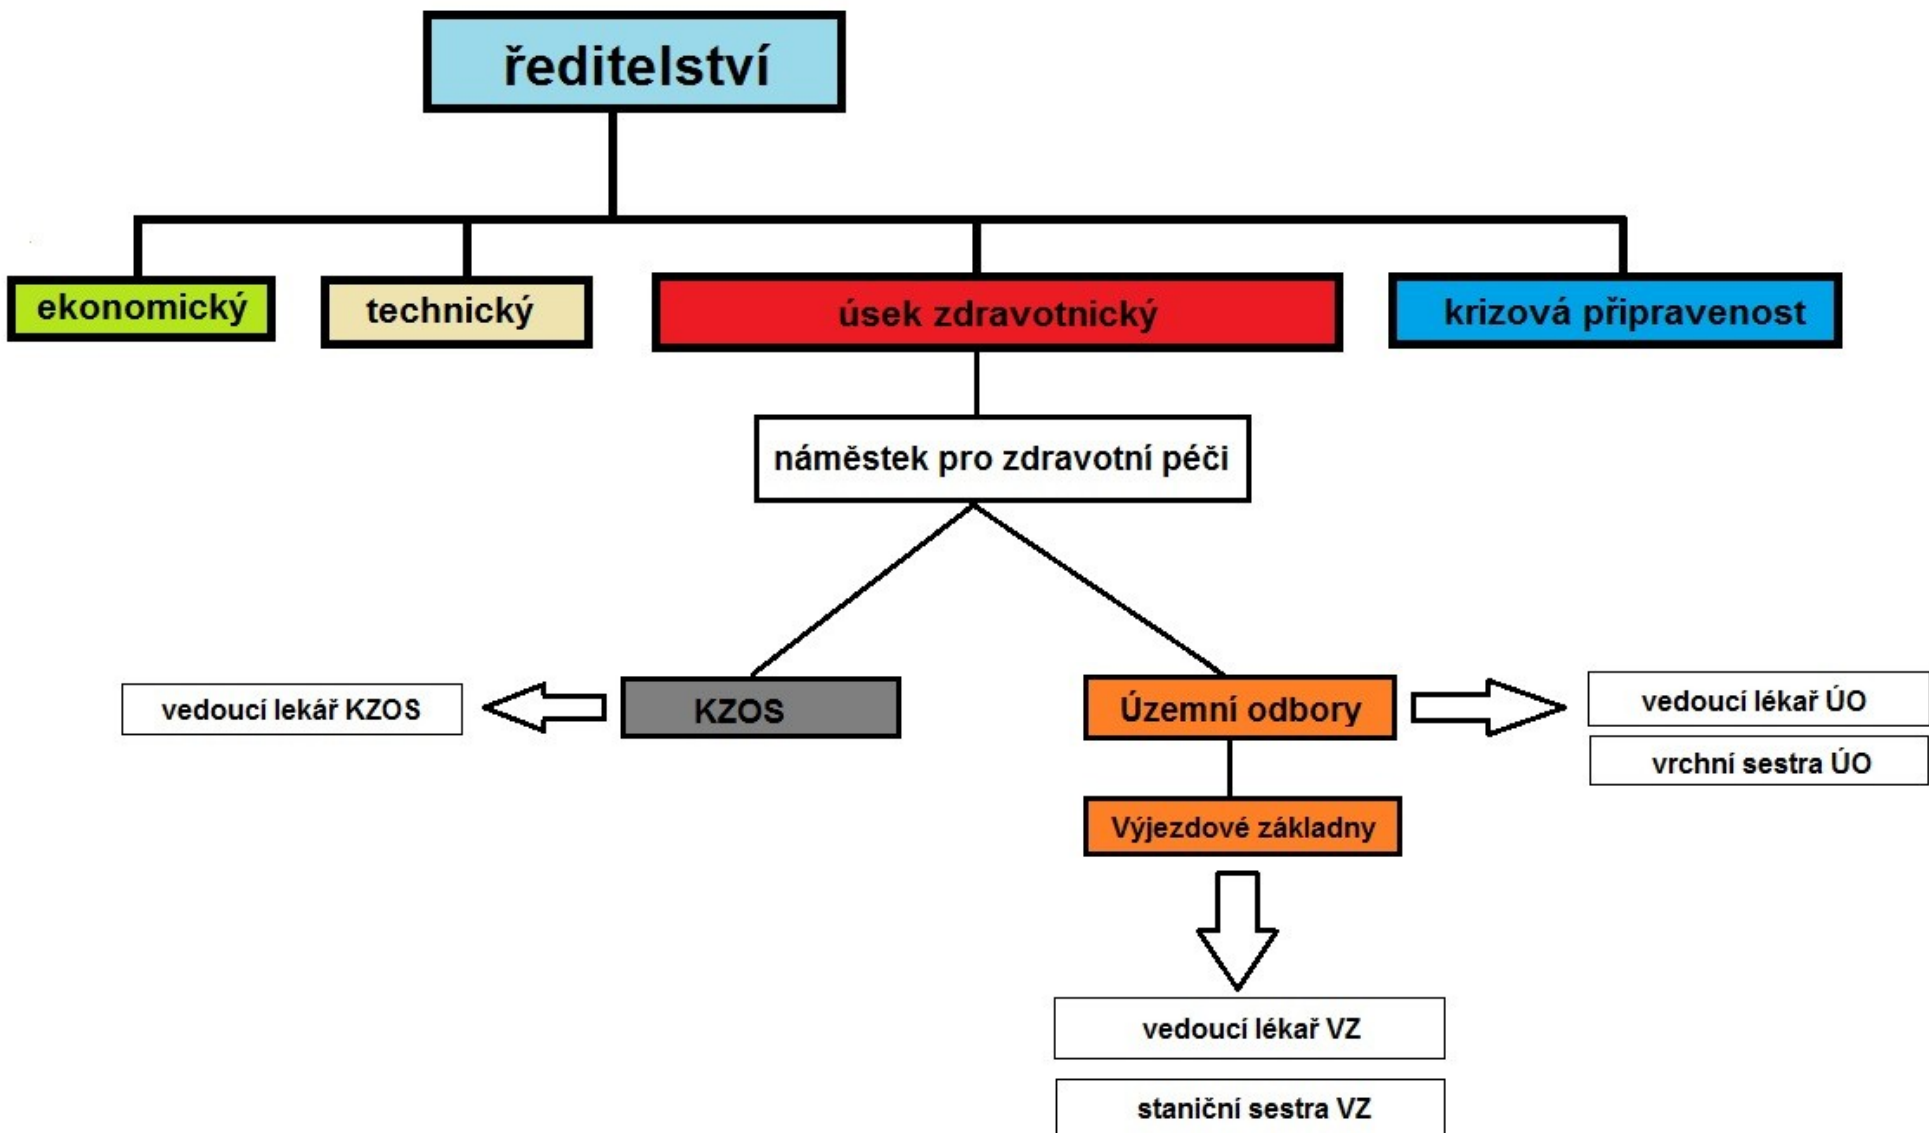 ředitelství
ekonomický
technický
úsek zdravotnický
krizová připravenost
náměstek pro zdravotní péči
vedoucí lekář KZOS
KZOS
Územní odbory
vedoucí lékař ÚO
vrchní sestra ÚO
Výjezdové základny
vedoucí lékař VZ
staniční sestra VZ